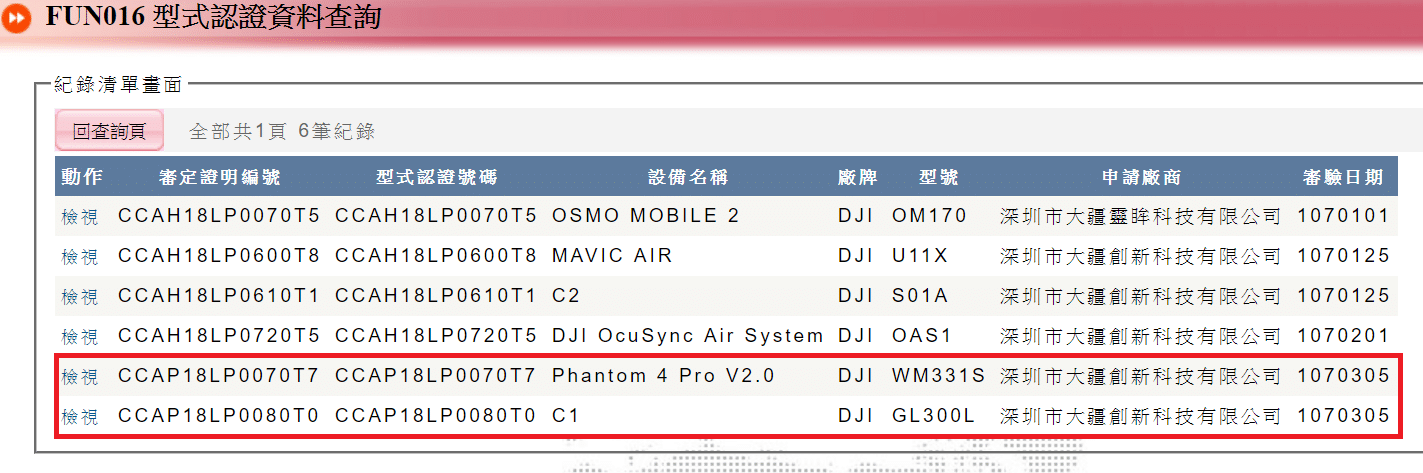 FUN016 型式認證資料查詢
紀錄清單畫面
回查詢頁 全部共1頁 6筆紀錄
動作 審定證明編號 型式認證號碼 設備名稱 廠牌 型號 申請廠商 審驗日期
檢視 CCAH18LP0070T5 CCAH18LP0070T5 OSMO MOBILE 2 DJI OM170 深圳市大疆靈眸科技有限公司 1070101
檢視 CCAH18LP0600T8 CCAH18LP0600T8 MAVIC AIR DJI U11X 深圳市大疆創新科技有限公司 1070125
檢視 CCAH18LP0610T1 CCAH18LP0610T1 C2 DJI S01A 深圳市大疆創新科技有限公司 1070125
檢視 CCAH18LP0720T5 CCAH18LP0720T5 DJI OcuSync Air System DJI OAS1 深圳市大疆創新科技有限公司 1070201
檢視 CCAP18LP0070T7 CCAP18LP0070T7 Phantom 4 Pro V2.0 DJI WM331S 深圳市大疆創新科技有限公司 1070305
檢視 CCAP18LP0080T0 CCAP18LP0080T0 C1 DJI GL300L 深圳市大疆創新科技有限公司 1070305